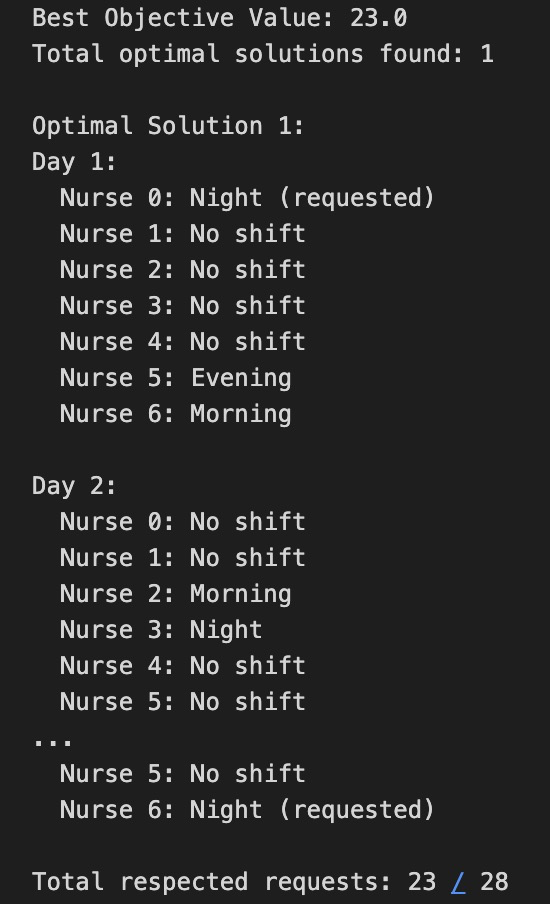 Best Objective Value: 23.0
Total optimal solutions found: 1
Optimal Solution 1:
Day 1:
Nurse 0: Night (requested)
Nurse 1: No shift
Nurse 2: No shift
Nurse 3: No shift
Nurse 4: No shift
Nurse 5: Evening
Nurse 6: Morning
Day 2:
Nurse 0: No shift
Nurse 1: No shift
Nurse 2: Morning
Nurse 3: Night
Nurse 4: No shift
Nurse 5: No shift
...
Nurse 5: No shift
Nurse 6: Night (requested)
Total respected requests: 23 / 28